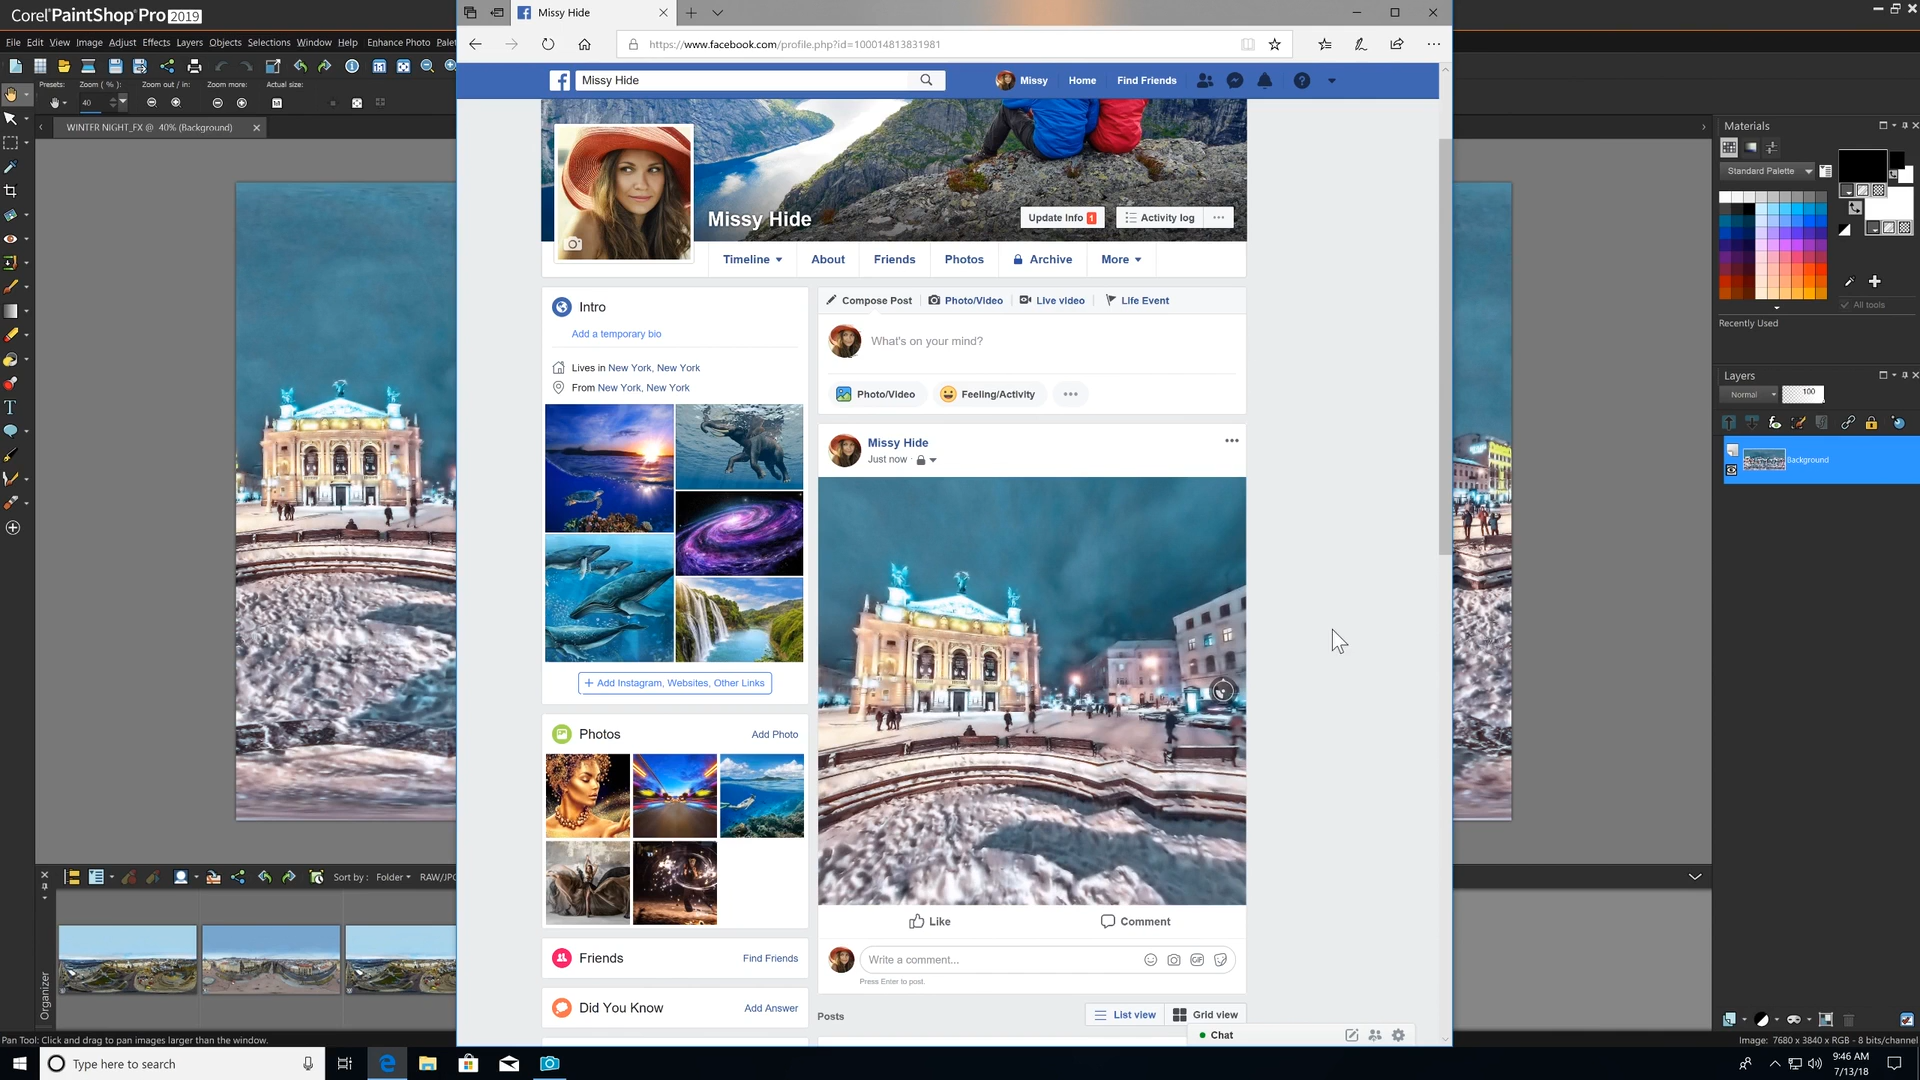 Corel PaintShop Pro 2019
File Edit View Image Adjust Effects Layers Objects Selections Window Help Enhance Photo Palet
Presets: Zoom ( % ) : Zoom out / in: Zoom more: Actual size:
40
WINTER NIGHT_FX @ 40% (Background)
Missy Hide
https://www.facebook.com/profile.php?id=100014813831981
Missy Hide
Missy Home Find Friends
Missy Hide
Update Info 1
Activity log
Timeline About Friends Photos Archive More
Intro
Add a temporary bio
Lives in New York, New York
From New York, New York
+ Add Instagram, Websites, Other Links
Photos Add Photo
Friends Find Friends
Did You Know Add Answer
Compose Post Photo/Video Live video Life Event
What's on your mind?
Photo/Video Feeling/Activity
Missy Hide
Just now
Like Comment
Write a comment...
GIF
Press Enter to post.
Posts List view Grid view
Chat
Materials
Standard Palette
All tools
Recently Used
Layers
Normal 100
Background
Sort by : Folder RAW/JPG
Organizer
Pan Tool: Click and drag to pan images larger than the window.
Image: 7680 x 3840 x RGB - 8 bits/channel
Type here to search
9:46 AM
7/13/18